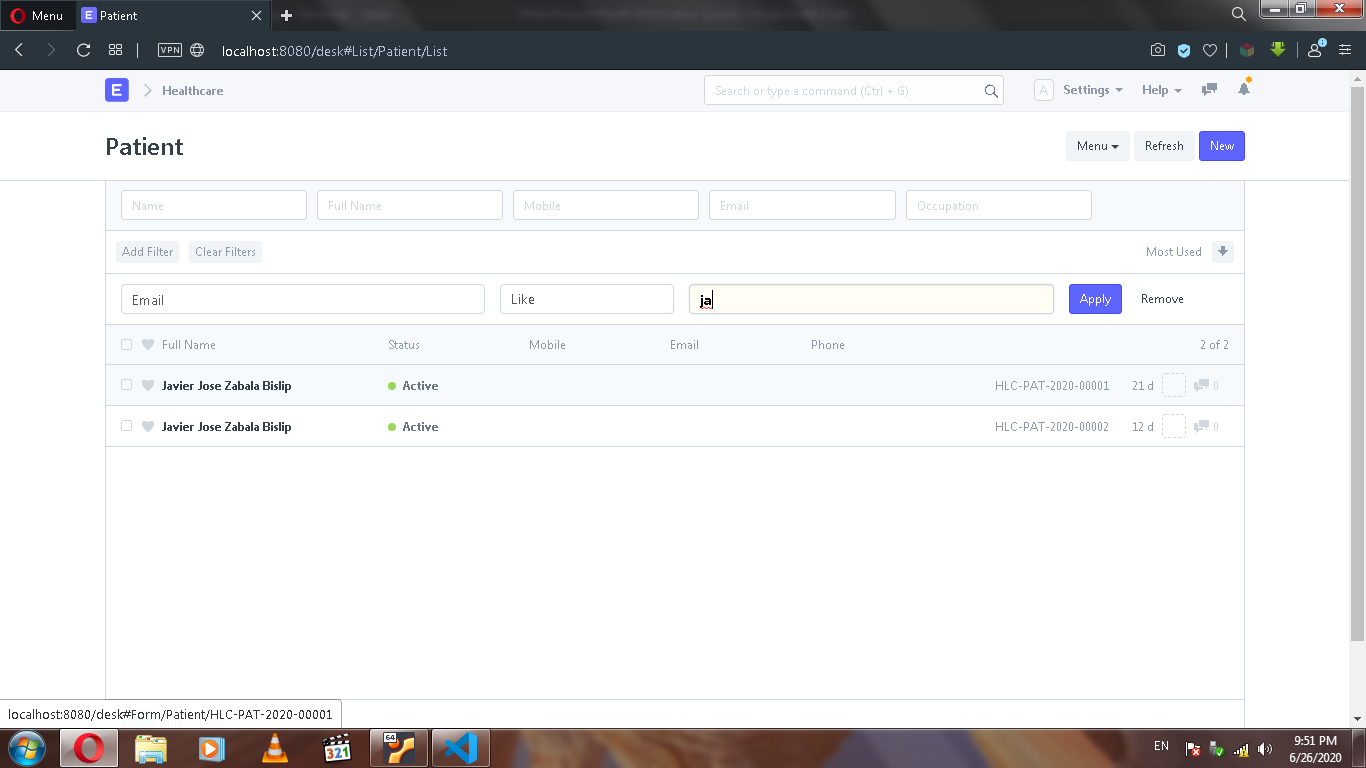 Menu
Patient
VPN
localhost:8080/desk#List/Patient/List
E
Healthcare
Search or type a command (Ctrl + G)
A
Settings
Help
Patient
Menu
Refresh
New
Name
Full Name
Mobile
Email
Occupation
Add Filter
Clear Filters
Most Used
Email
Like
ja
Apply
Remove
Full Name
Status
Mobile
Email
Phone
2 of 2
Javier Jose Zabala Bislip
Active
HLC-PAT-2020-00001
21 d
0
Javier Jose Zabala Bislip
Active
HLC-PAT-2020-00002
12 d
0
localhost:8080/desk#Form/Patient/HLC-PAT-2020-00001
321
64
EN
9:51 PM
6/26/2020